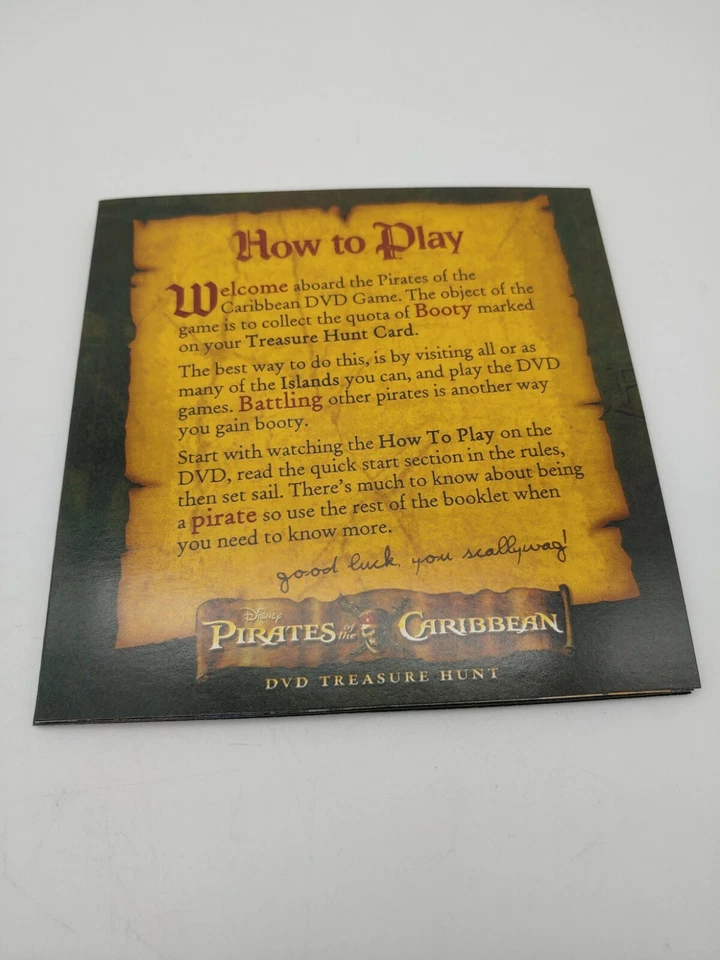 How to Play
Welcome aboard the Pirates of the
Caribbean DVD Game. The object of the
game is to collect the quota of Booty marked
on your Treasure Hunt Card.
The best way to do this, is by visiting all or as
many of the Islands you can, and play the DVD
games. Battling other pirates is another way
you gain booty.
Start with watching the How To Play on the
DVD, read the quick start section in the rules,
then set sail. There's much to know about being
a pirate so use the rest of the booklet when
you need to know more.
good luck, you scallywag!
Disney
PIRATES of the CARIBBEAN
DVD TREASURE HUNT